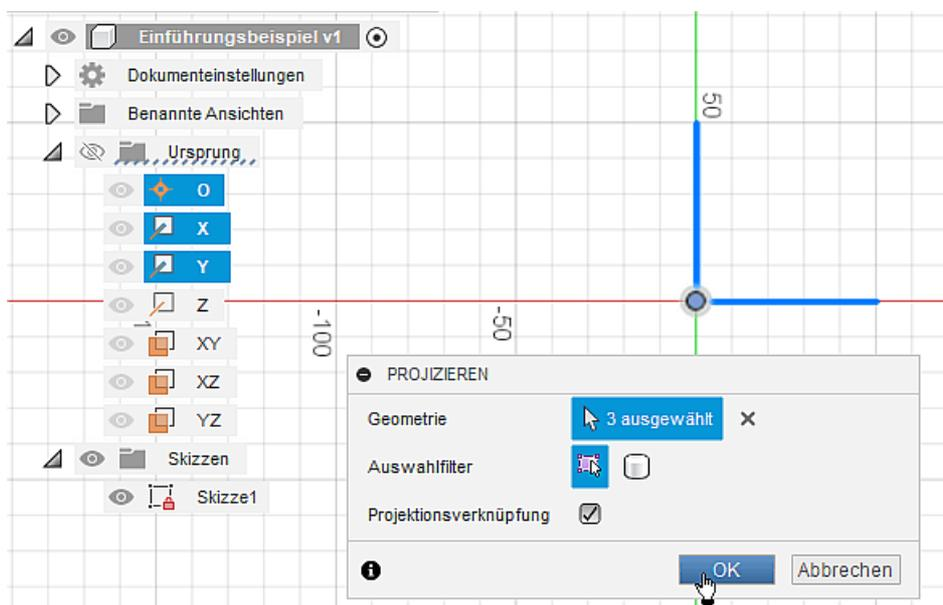 Einführungsbeispiel v1
Dokumenteinstellungen
Benannte Ansichten
Ursprung
O
X
Y
Z
XY
XZ
YZ
Skizzen
Skizze1
50
-100
-50
PROJIZIEREN
Geometrie 3 ausgewählt
Auswahlfilter
Projektionsverknüpfung
OK Abbrechen